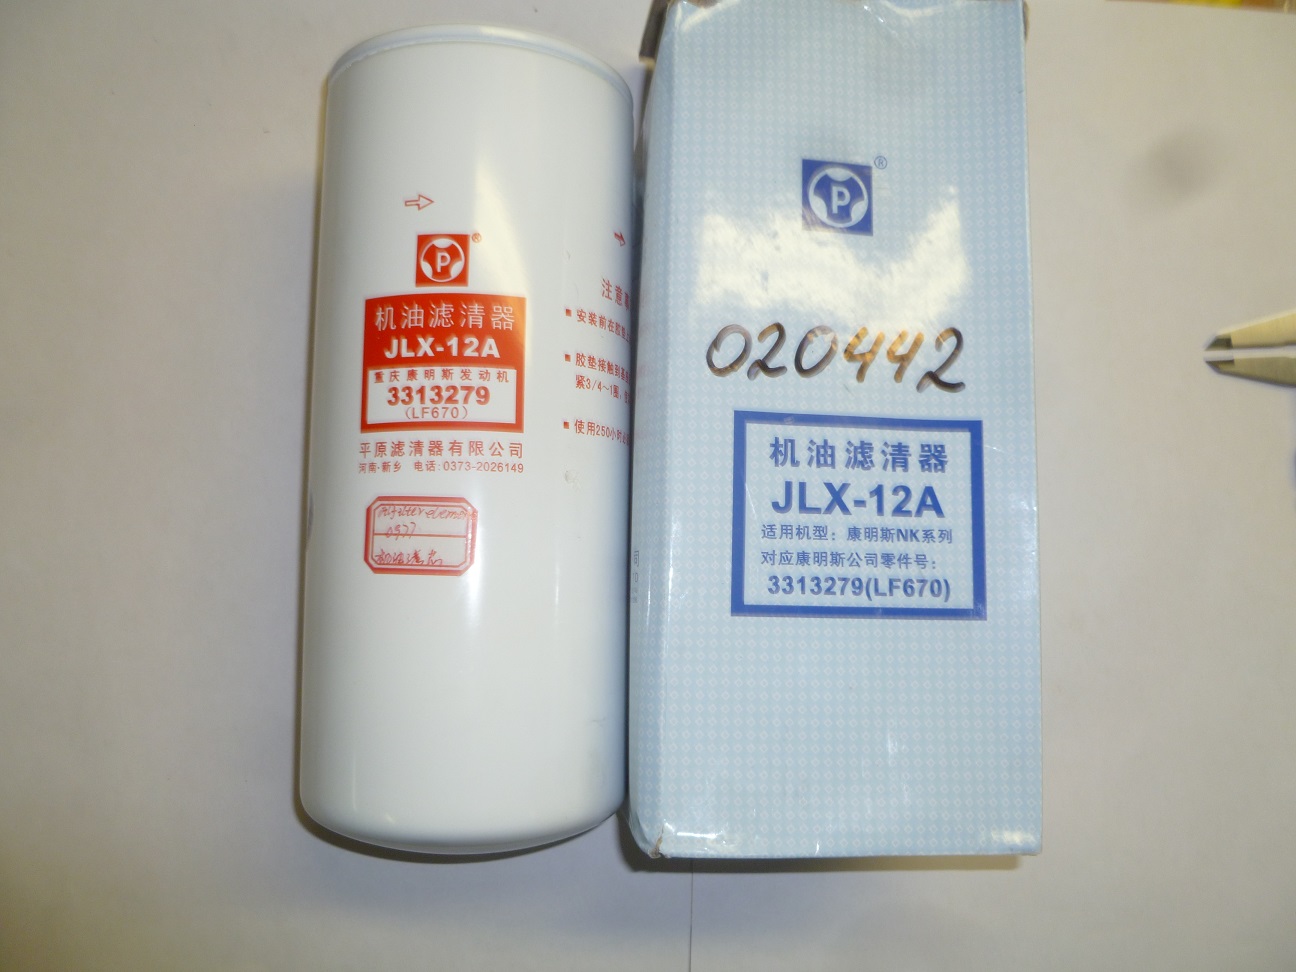 P
®
机油滤清器
JLX-12A
重庆康明斯发动机
3313279
(LF670)
平原滤清器有限公司
河南·新乡 电话:0373-2026149
注意
安装前在胶
胶垫接触到
紧3/4~1圈
使用250小时
P
®
020442
机油滤清器
JLX-12A
适用机型：康明斯NK系列
对应康明斯公司零件号：
3313279(LF670)